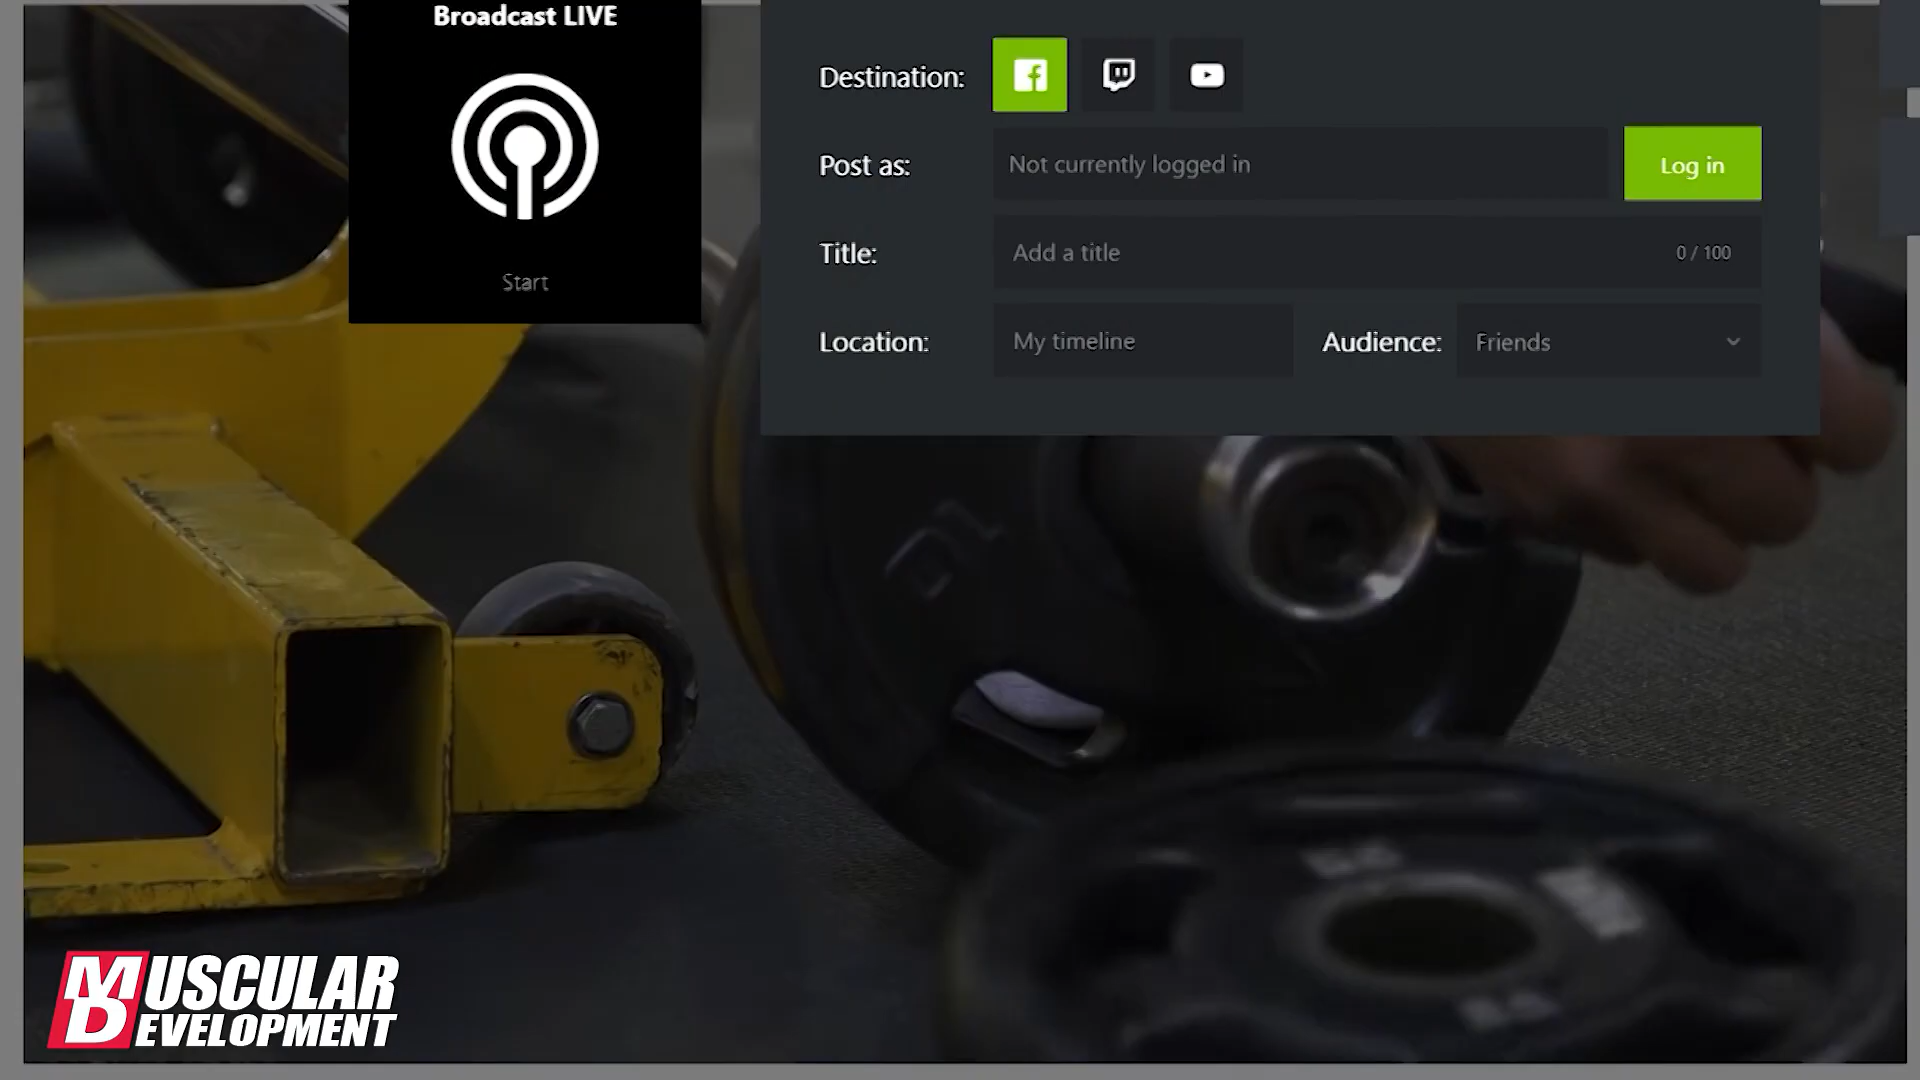 Broadcast LIVE
Start
Destination:
Post as:
Not currently logged in
Log in
Title:
Add a title
0 / 100
Location:
My timeline
Audience:
Friends
10
MUSCULAR
DEVELOPMENT